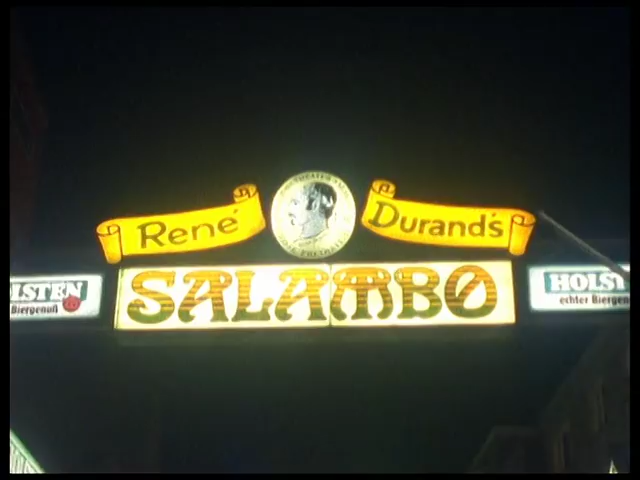 René Durand's
SALAMBO
LSTEN
Biergenuß
HOLST
echter Biergen